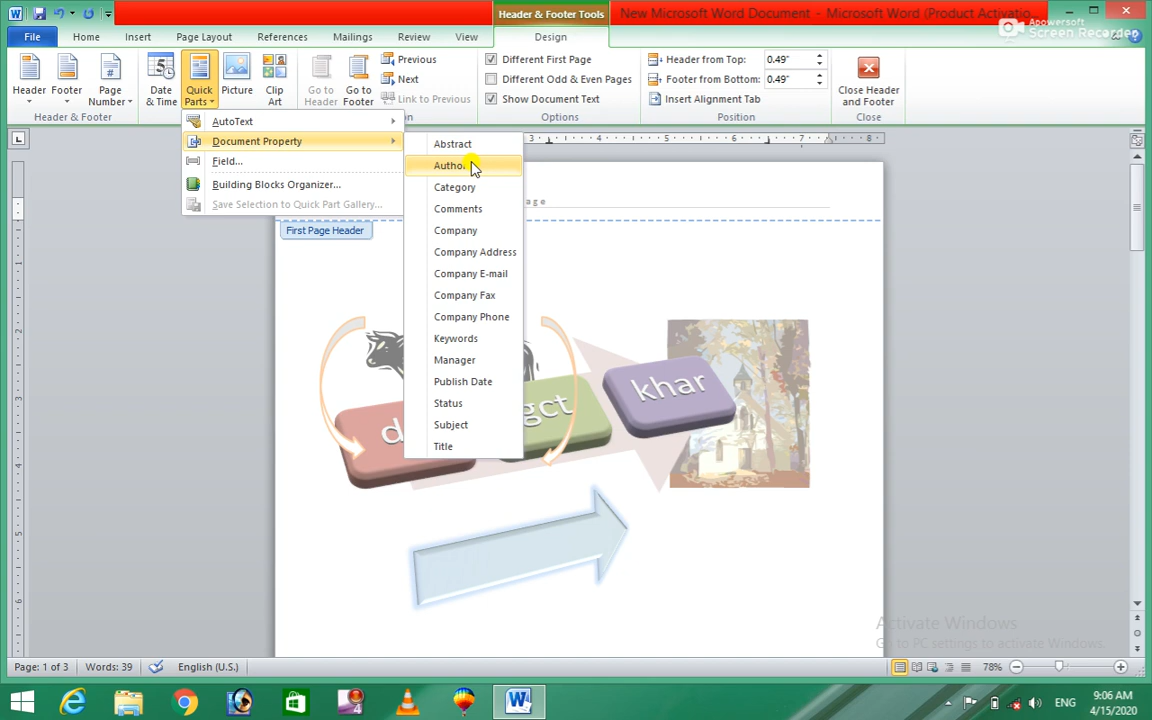 Header & Footer Tools
New Microsoft Word Document - Microsoft Word (Product Activatio
Apowersoft
Screen Recorder
File Home Insert Page Layout References Mailings Review View Design
Header
Footer
Page Number
Header & Footer
Date & Time
Quick Parts
Picture
Clip Art
Go to Header
Go to Footer
Previous
Next
Link to Previous
Different First Page
Different Odd & Even Pages
Show Document Text
Options
Header from Top: 0.49"
Footer from Bottom: 0.49"
Insert Alignment Tab
Position
Close Header and Footer
Close
AutoText
Document Property
Field...
Building Blocks Organizer...
Save Selection to Quick Part Gallery...
Abstract
Category
Comments
Company
Company Address
Company E-mail
Company Fax
Company Phone
Keywords
Manager
Publish Date
Status
Subject
Title
age
First Page Header
khar
Activate Windows
Go to PC settings to activate Windows.
Page: 1 of 3 Words: 39 English (U.S.) 78%
ENG
9:06 AM
4/15/2020